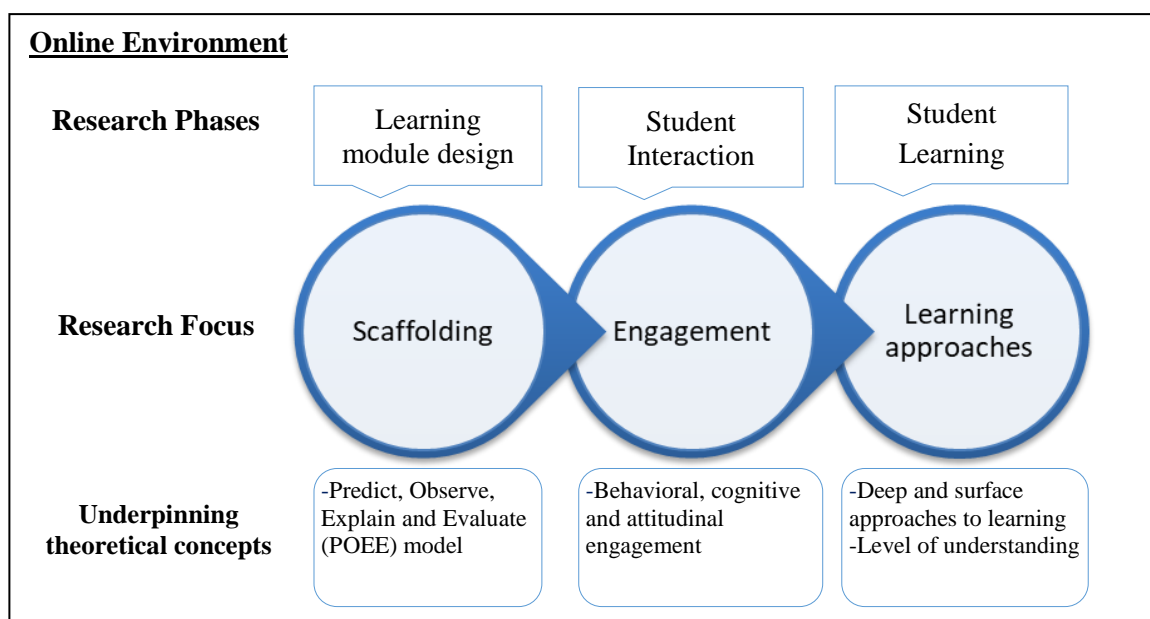 Online Environment
Research Phases
Learning
module design
Student
Interaction
Student
Learning
Research Focus
Scaffolding
Engagement
Learning
approaches
Underpinning
theoretical concepts
-Predict, Observe,
Explain and Evaluate
(POEE) model
-Behavioral, cognitive
and attitudinal
engagement
-Deep and surface
approaches to learning
-Level of understanding